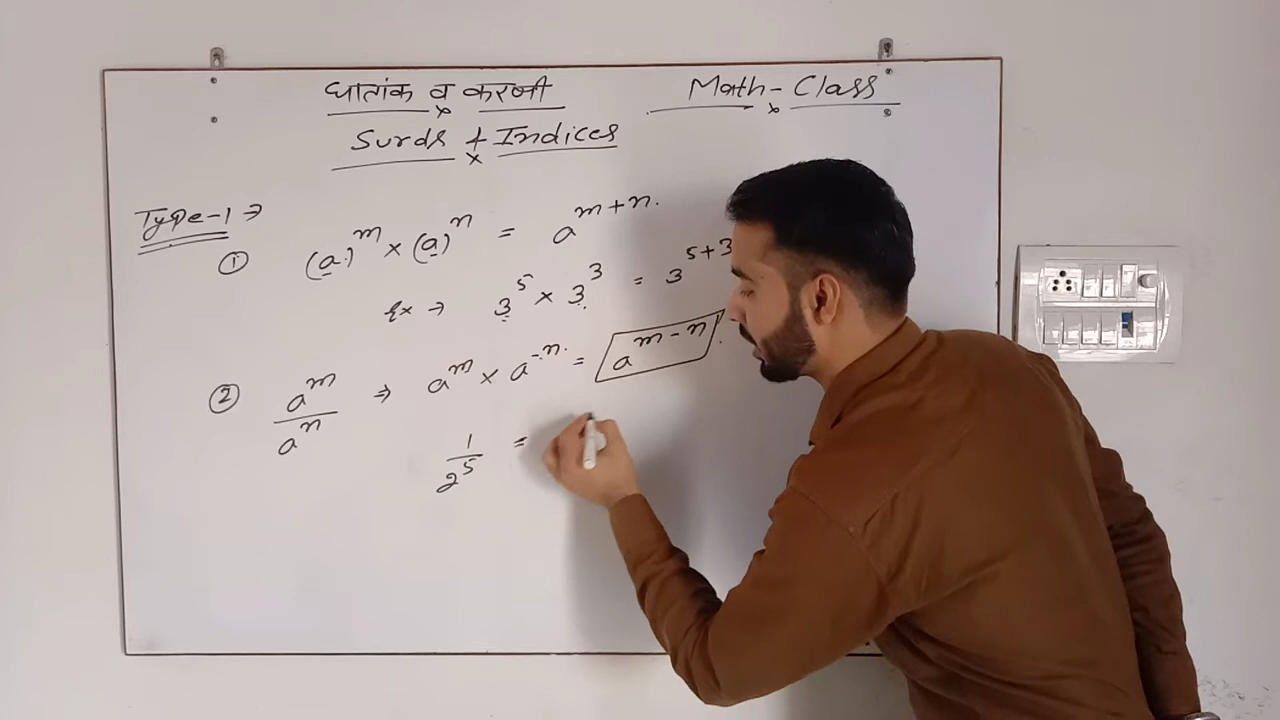 घातांक व करणी
Math-Class
Surds & Indices
Type-1 →
① (a)^m × (a)^n = a^{m+n}.
Ex → 3^5 × 3^3 = 3^{5+3}
② a^m / a^n ⇒ a^m × a^{-n} = a^{m-n}
1 / 2^5 =